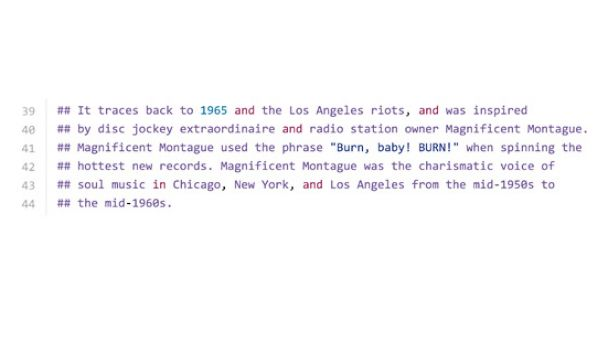 39 ## It traces back to 1965 and the Los Angeles riots, and was inspired
40 ## by disc jockey extraordinaire and radio station owner Magnificent Montague.
41 ## Magnificent Montague used the phrase "Burn, baby! BURN!" when spinning the
42 ## hottest new records. Magnificent Montague was the charismatic voice of
43 ## soul music in Chicago, New York, and Los Angeles from the mid-1950s to
44 ## the mid-1960s.